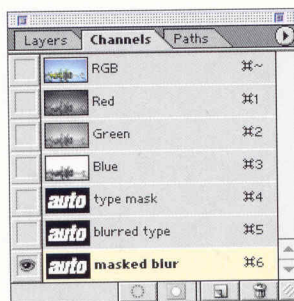 Layers Channels Paths
RGB ⌘~
Red ⌘1
Green ⌘2
Blue ⌘3
auto type mask ⌘4
auto blurred type ⌘5
auto masked blur ⌘6